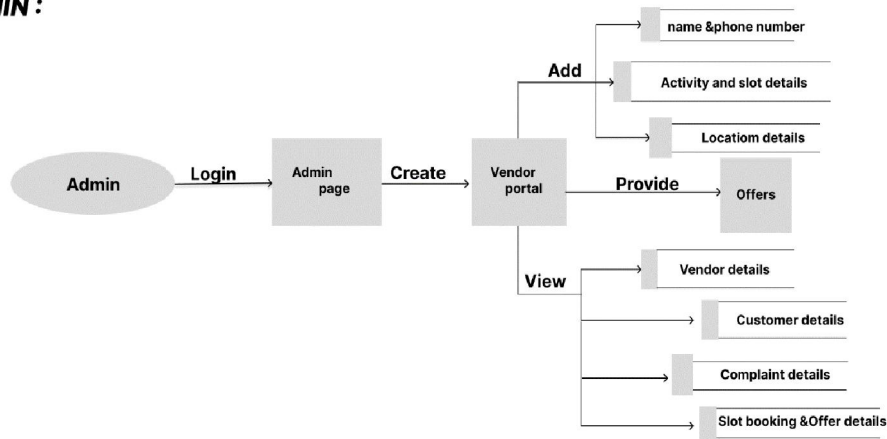 Login
Admin
Admin
page
Create
Vendor
portal
Add
name &phone number
Activity and slot details
Locatiom details
Provide
Offers
View
Vendor details
Customer details
Complaint details
Slot booking &Offer details